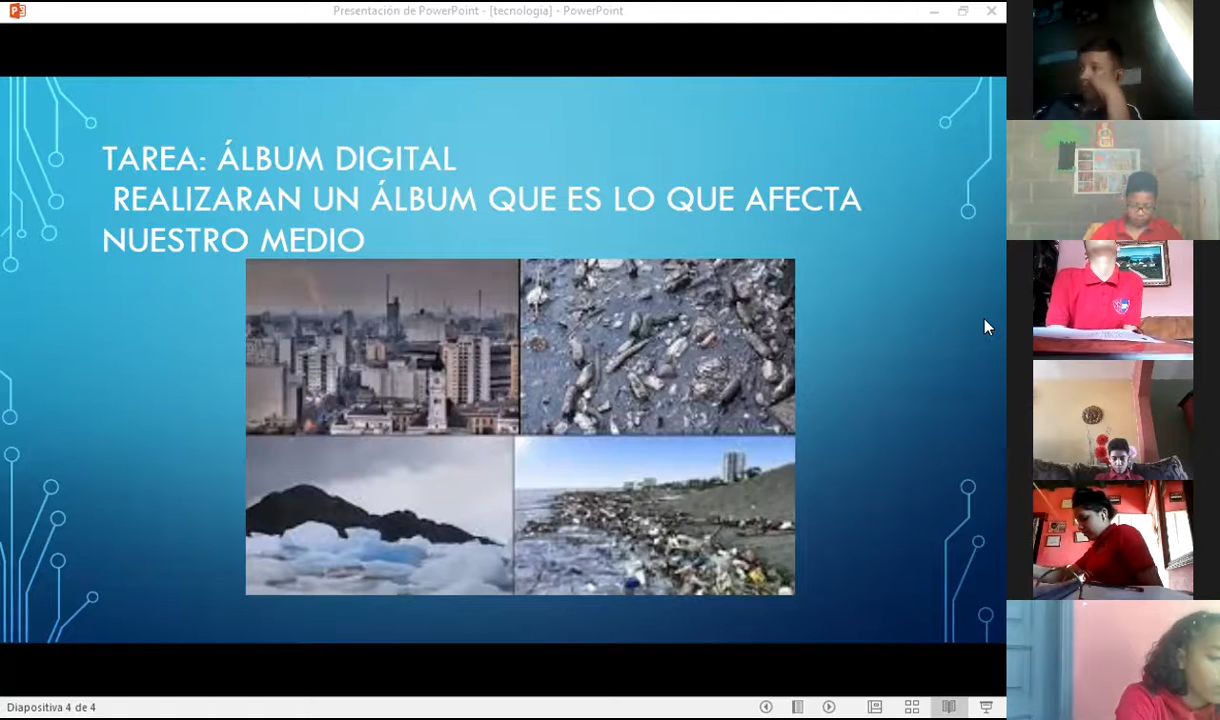 Presentación de PowerPoint - [tecnologia] - PowerPoint
TAREA: ÁLBUM DIGITAL
REALIZARAN UN ÁLBUM QUE ES LO QUE AFECTA
NUESTRO MEDIO
Diapositiva 4 de 4